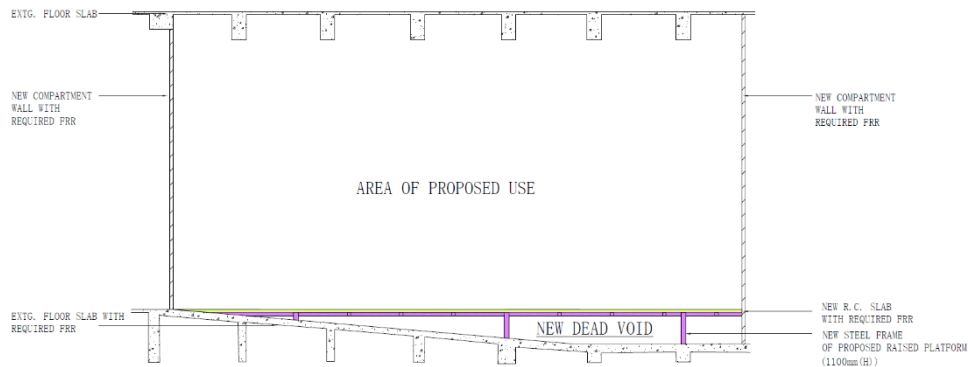 EXTG. FLOOR SLAB
NEW COMPARTMENT
WALL WITH
REQUIRED FRR
NEW COMPARTMENT
WALL WITH
REQUIRED FRR
AREA OF PROPOSED USE
EXTG. FLOOR SLAB WITH
REQUIRED FRR
NEW DEAD VOID
NEW R.C. SLAB
WITH REQUIRED FRR
NEW STEEL FRAME
OF PROPOSED RAISED PLATFORM
(1100mm(H))